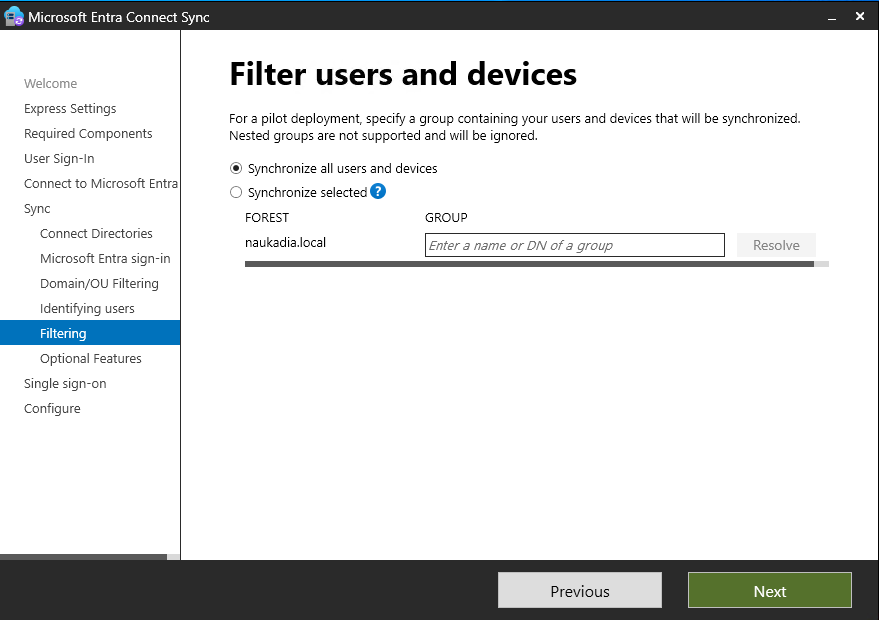 Microsoft Entra Connect Sync
Welcome
Express Settings
Required Components
User Sign-In
Connect to Microsoft Entra
Sync
Connect Directories
Microsoft Entra sign-in
Domain/OU Filtering
Identifying users
Filtering
Optional Features
Single sign-on
Configure
Filter users and devices
For a pilot deployment, specify a group containing your users and devices that will be synchronized.
Nested groups are not supported and will be ignored.
Synchronize all users and devices
Synchronize selected ?
FOREST GROUP
naukadia.local Enter a name or DN of a group Resolve
Previous Next